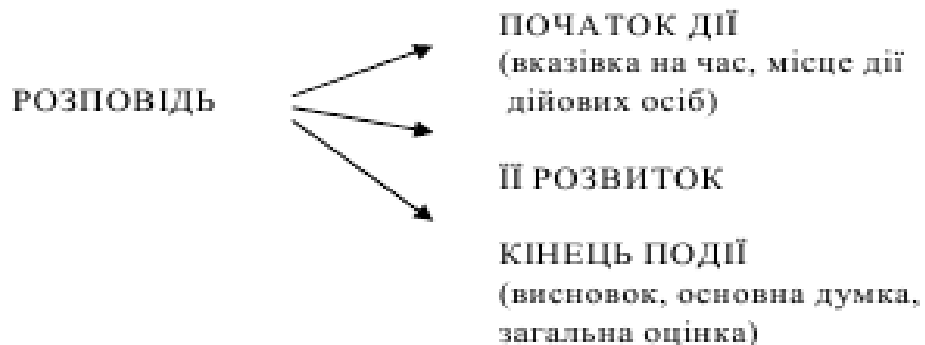 ПОЧАТОК ДІЇ
(вказівка на час, місце дії
дійових осіб)
РОЗПОВІДЬ
ЇЇ РОЗВИТОК
КІНЕЦЬ ПОДІЇ
(висновок, основна думка,
загальна оцінка)